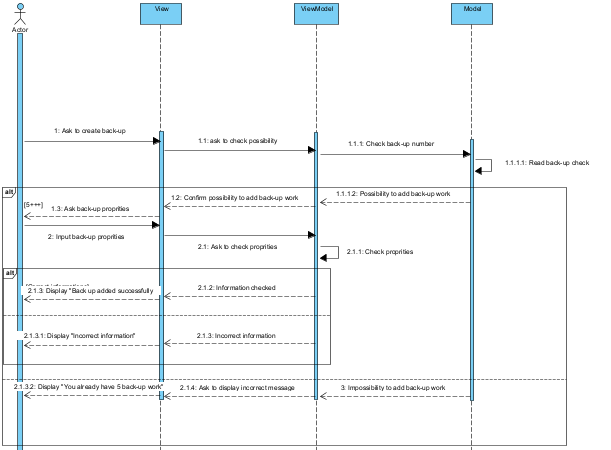 View
ViewModel
Model
Actor
1: Ask to create back-up
1.1: ask to check possibility
1.1.1: Check back-up number
1.1.1.1: Read back-up check
alt
1.1.1.2: Possibility to add back-up work
1.2: Confirm possibility to add back-up work
1.3: Ask back-up proprities
2: Input back-up proprities
2.1: Ask to check proprities
2.1.1: Check proprities
alt
2.1.2: Information checked
2.1.3: Display "Back up added successfully
2.1.3: Incorrect information
2.1.3.1: Display "Incorrect information"
3: Impossibility to add back-up work
2.1.4: Ask to display incorrect message
2.1.3.2: Display "You already have 5 back-up work"